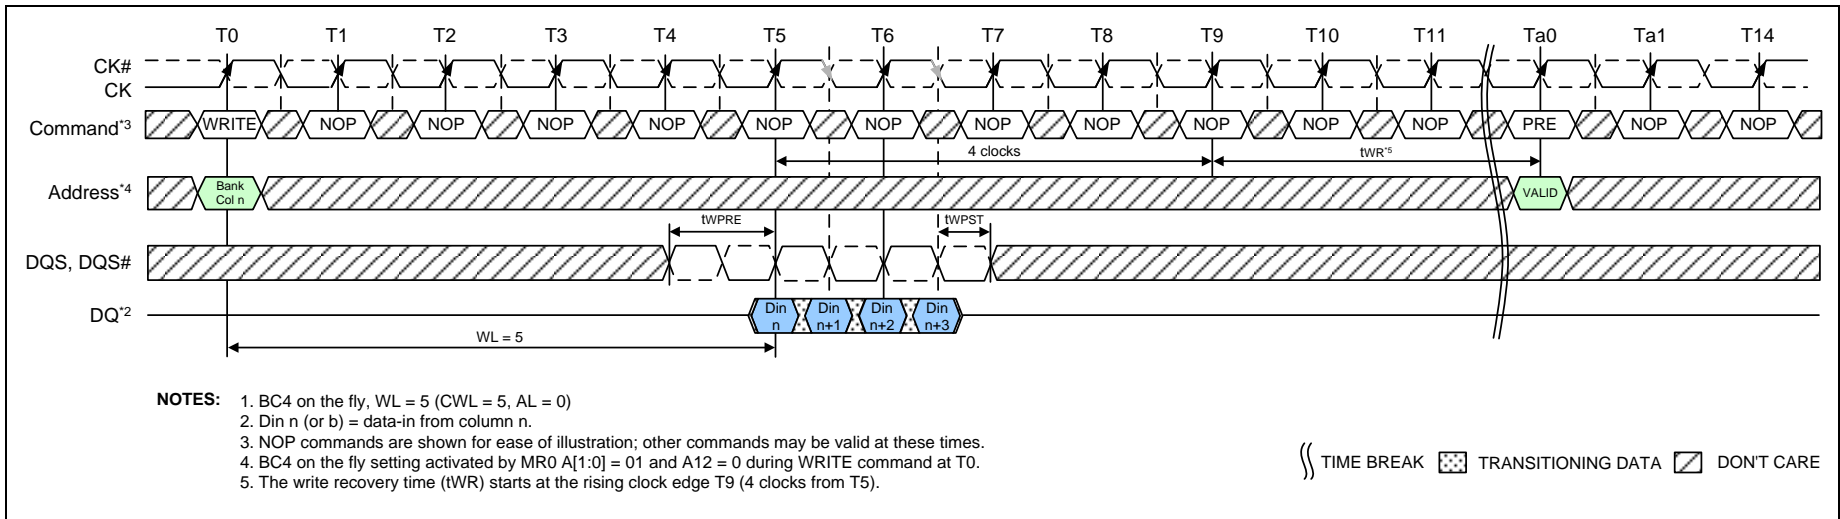 T0 T1 T2 T3 T4 T5 T6 T7 T8 T9 T10 T11 Ta0 Ta1 T14
CK#
CK
Command*3 WRITE NOP NOP NOP NOP NOP NOP NOP NOP NOP NOP NOP PRE NOP NOP
4 clocks tWR*5
Address*4 Bank Col n VALID
tWPRE tWPST
DQS, DQS#
DQ*2 Din n Din n+1 Din n+2 Din n+3
WL = 5
NOTES: 1. BC4 on the fly, WL = 5 (CWL = 5, AL = 0)
2. Din n (or b) = data-in from column n.
3. NOP commands are shown for ease of illustration; other commands may be valid at these times.
4. BC4 on the fly setting activated by MR0 A[1:0] = 01 and A12 = 0 during WRITE command at T0.
5. The write recovery time (tWR) starts at the rising clock edge T9 (4 clocks from T5).
TIME BREAK TRANSITIONING DATA DON'T CARE